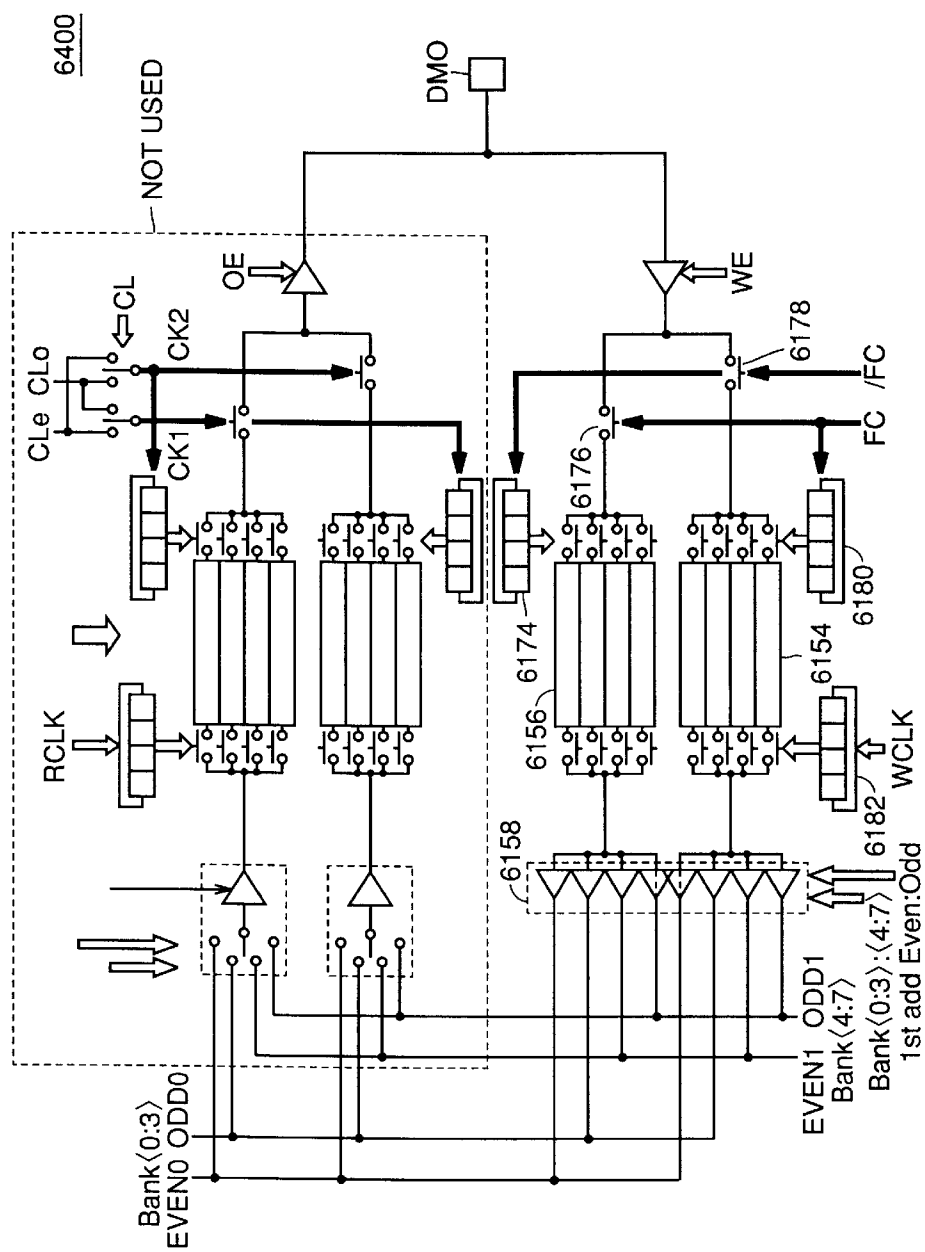 6400
NOT USED
DMO
CLe CLo
CL
CK2
CK1
OE
RCLK
WE
6178
6176
/FC
FC
6174
6180
6156
6154
6158
6182
WCLK
Bank⟨0:3⟩
EVEN0 ODD0
EVEN1 ODD1
Bank⟨4:7⟩
Bank⟨0:3⟩:⟨4:7⟩
1st add Even:Odd